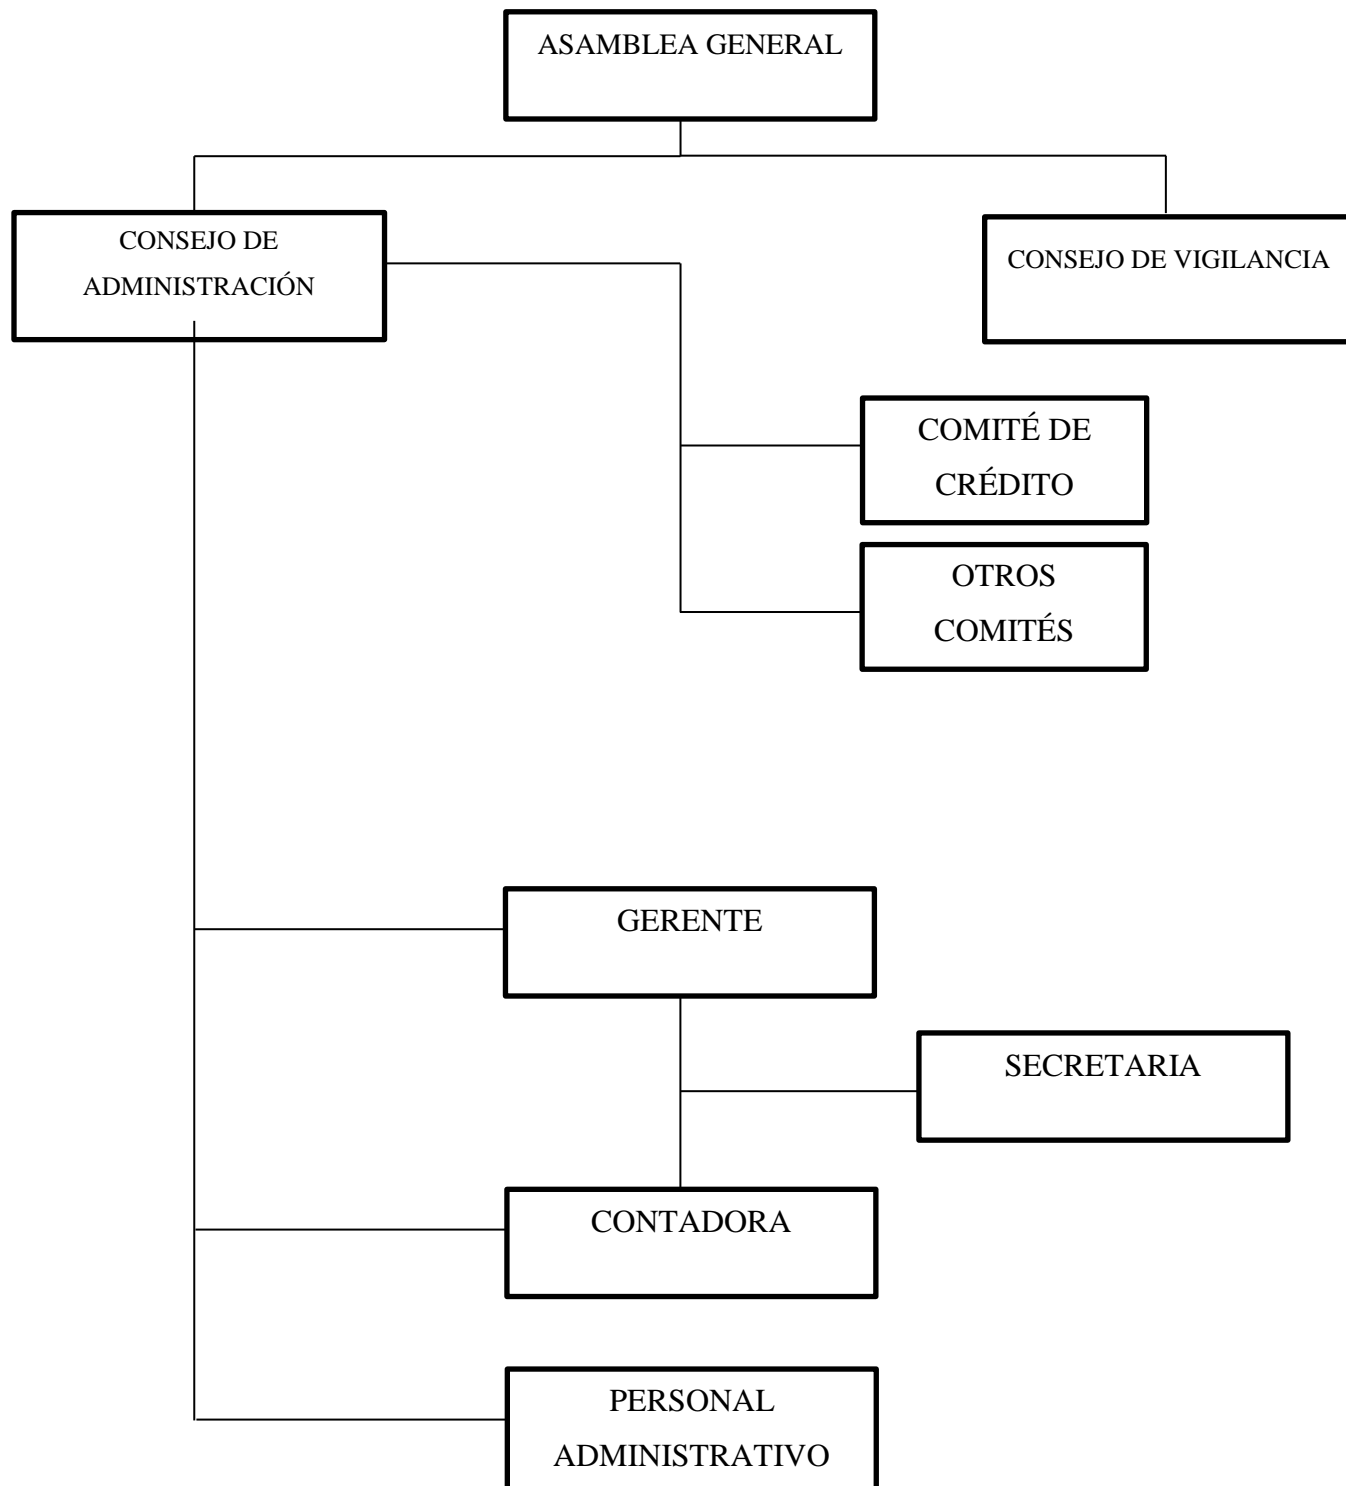 ASAMBLEA GENERAL
CONSEJO DE
ADMINISTRACIÓN
CONSEJO DE VIGILANCIA
COMITÉ DE
CRÉDITO
OTROS
COMITÉS
GERENTE
SECRETARIA
CONTADORA
PERSONAL
ADMINISTRATIVO